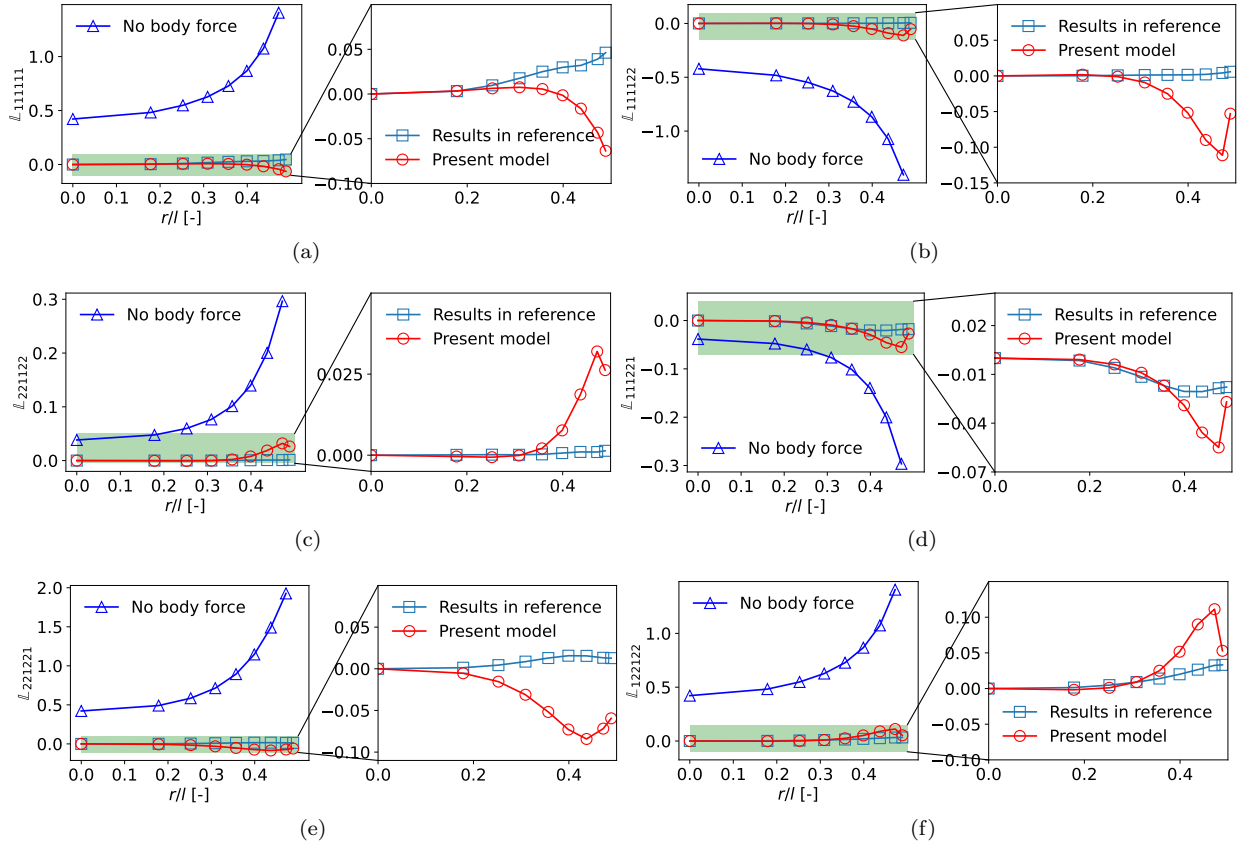 No body force
1.0
0.5
0.0
𝕃111111
0.0 0.1 0.2 0.3 0.4
r/l [-]
0.05
0.00
−0.05
−0.10
Results in reference
Present model
0.0 0.2 0.4
(a)
0.0
−0.5
−1.0
𝕃111122
No body force
0.0 0.1 0.2 0.3 0.4
r/l [-]
Results in reference
Present model
0.05
0.00
−0.05
−0.10
−0.15
0.0 0.2 0.4
(b)
0.3
0.2
0.1
0.0
𝕃221122
No body force
0.0 0.1 0.2 0.3 0.4
r/l [-]
Results in reference
Present model
0.025
0.000
0.0 0.2 0.4
(c)
0.0
−0.1
−0.2
−0.3
𝕃111221
No body force
0.0 0.1 0.2 0.3 0.4
r/l [-]
Results in reference
Present model
0.02
−0.01
−0.04
−0.07
0.0 0.2 0.4
(d)
2.0
1.5
1.0
0.5
0.0
𝕃221221
No body force
0.0 0.1 0.2 0.3 0.4
r/l [-]
Results in reference
Present model
0.05
0.00
−0.05
−0.10
0.0 0.2 0.4
(e)
1.0
0.5
0.0
𝕃122122
No body force
0.0 0.1 0.2 0.3 0.4
r/l [-]
0.10
0.05
0.00
−0.05
−0.10
Results in reference
Present model
0.0 0.2 0.4
(f)